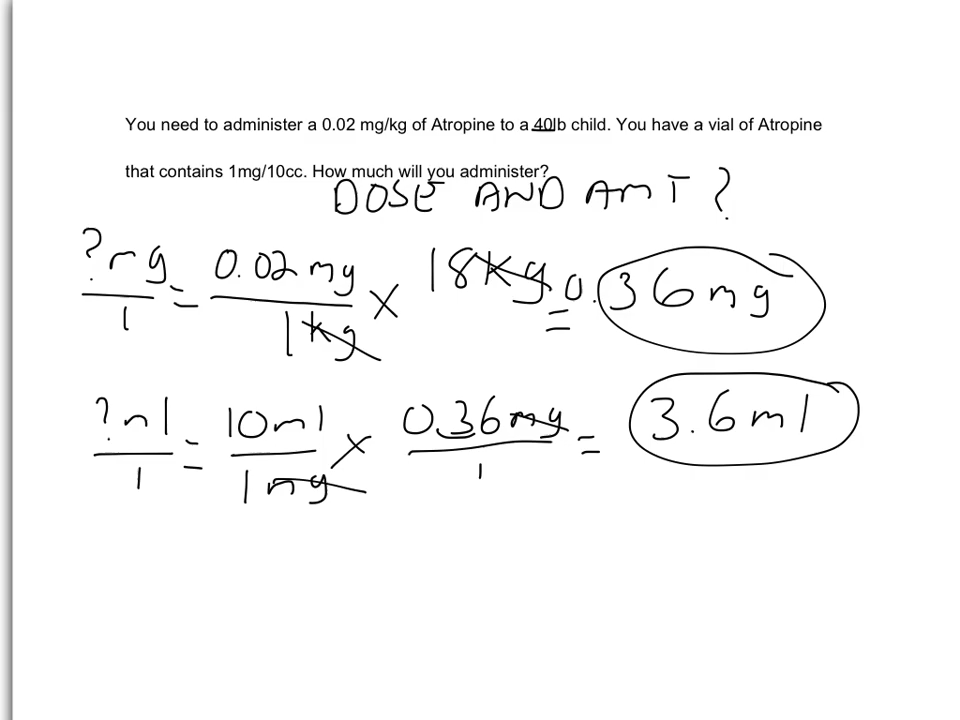 You need to administer a 0.02 mg/kg of Atropine to a 40lb child. You have a vial of Atropine
that contains 1mg/10cc. How much will you administer?
DOSE AND AMT?
?mg/1 = 0.02mg/1kg x 18kg = 0.36mg
?ml/1 = 10ml/1mg x 0.36mg/1 = 3.6ml